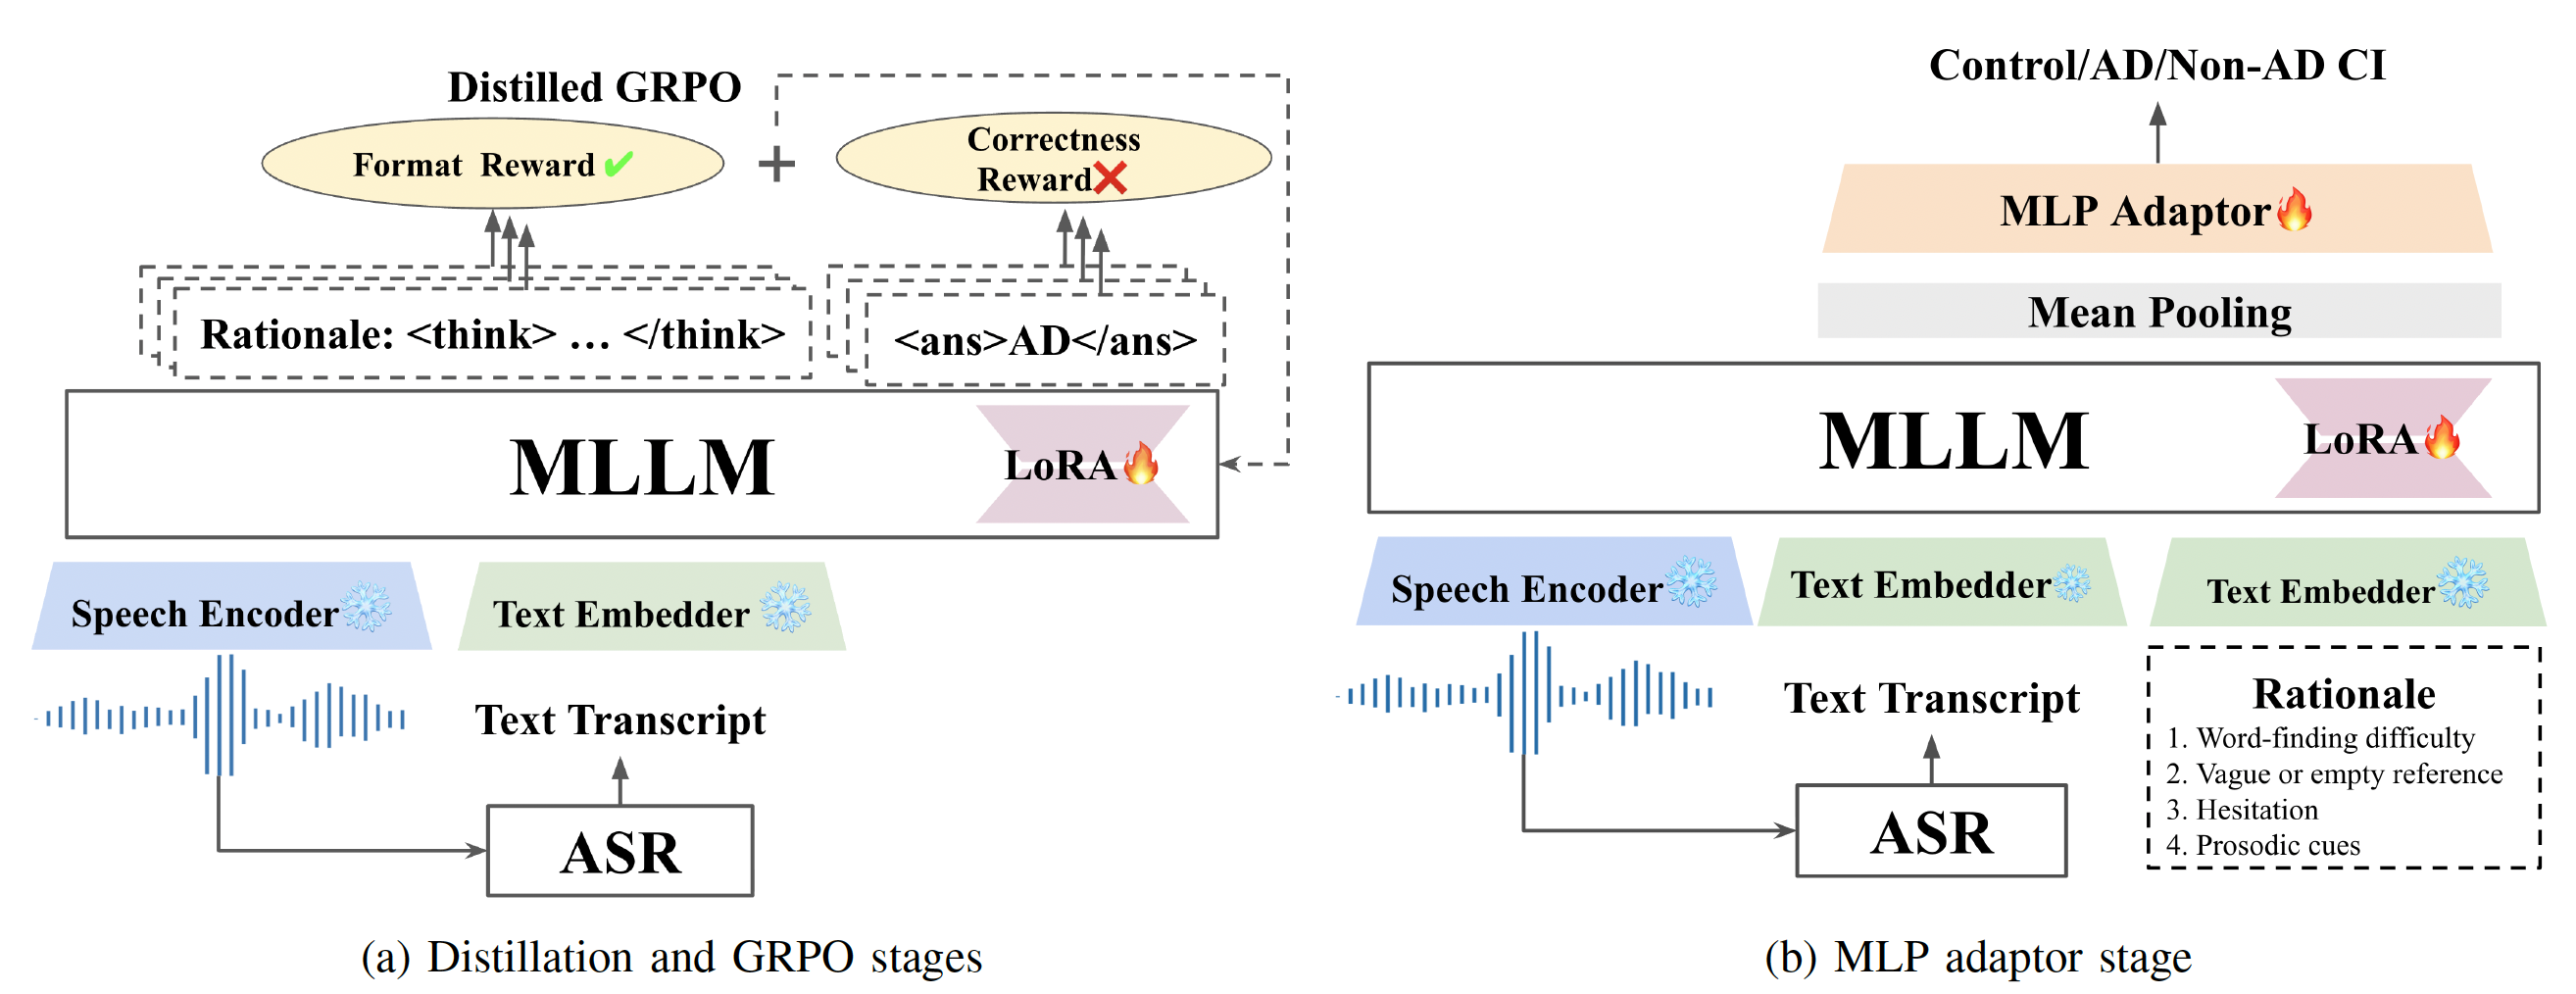 Distilled GRPO
Format Reward
+
Correctness
Reward
Rationale: <think> ... </think>
<ans>AD</ans>
MLLM
LoRA
Speech Encoder
Text Embedder
Text Transcript
ASR
(a) Distillation and GRPO stages
Control/AD/Non-AD CI
MLP Adaptor
Mean Pooling
MLLM
LoRA
Speech Encoder
Text Embedder
Text Embedder
Text Transcript
ASR
Rationale
1. Word-finding difficulty
2. Vague or empty reference
3. Hesitation
4. Prosodic cues
(b) MLP adaptor stage